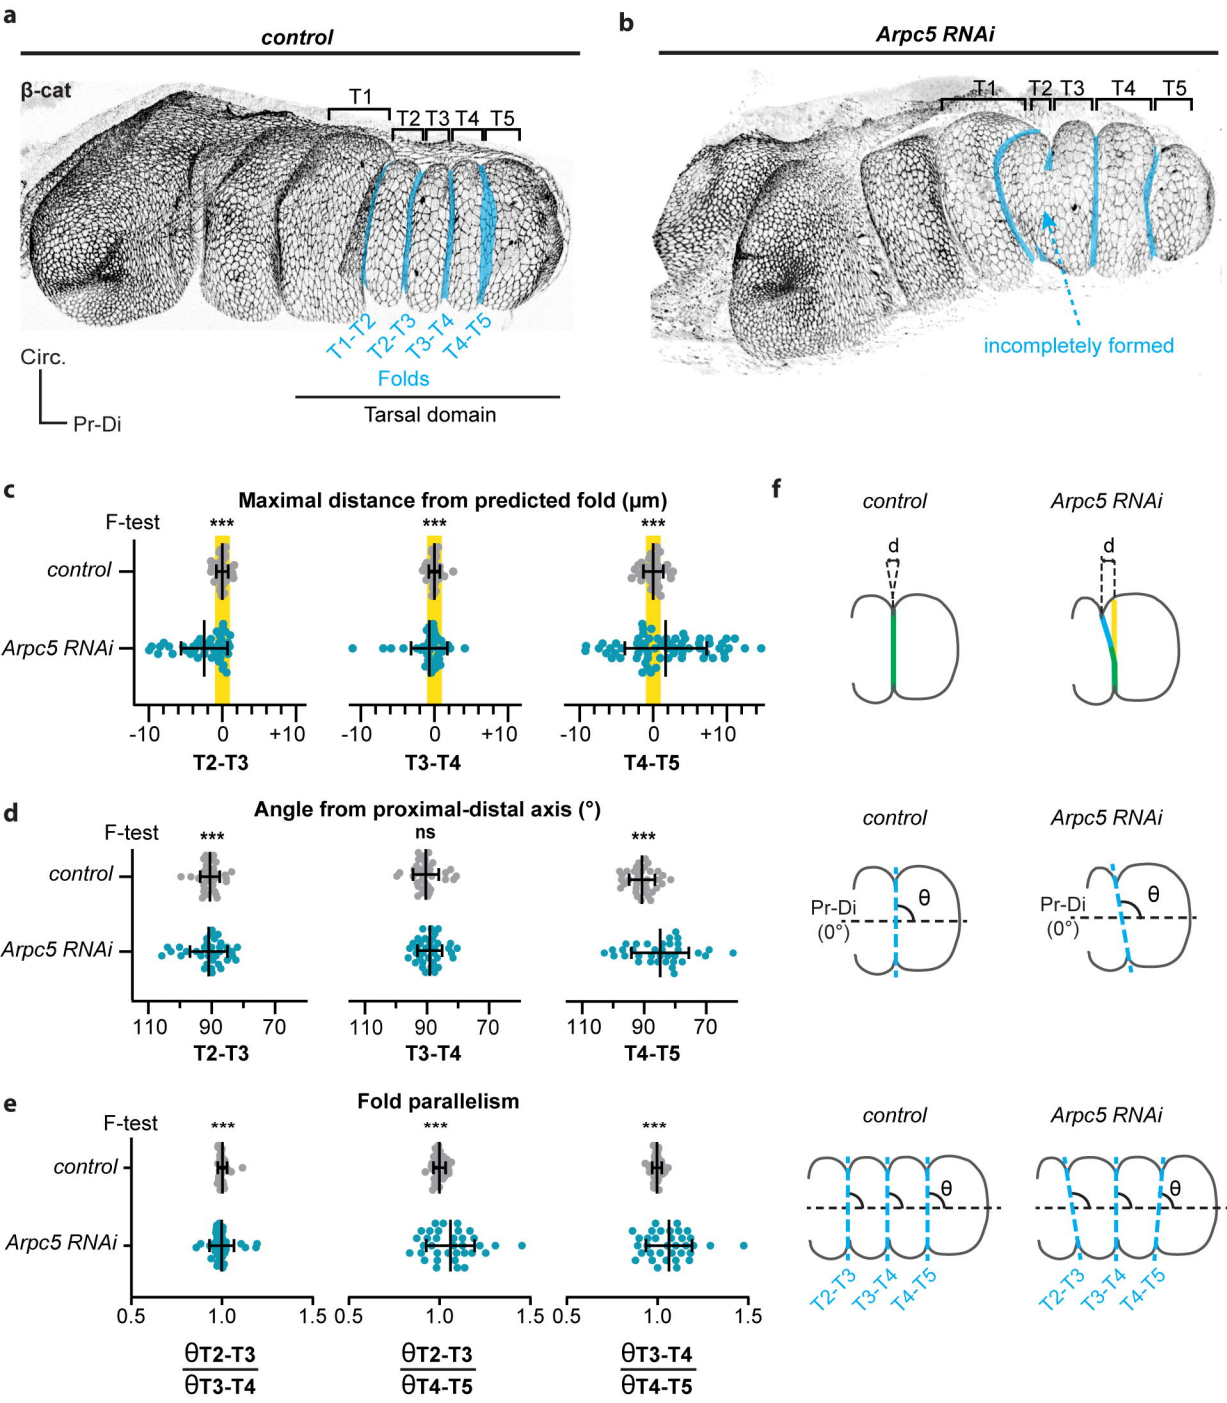 a
control
β-cat
T1
T2 T3 T4 T5
T1-T2 T2-T3 T3-T4 T4-T5
Folds
Tarsal domain
Circ.
Pr-Di
b
Arpc5 RNAi
T1 T2 T3 T4 T5
incompletely formed
c
Maximal distance from predicted fold (µm)
F-test *** *** ***
control
Arpc5 RNAi
-10 0 +10 -10 0 +10 -10 0 +10
T2-T3 T3-T4 T4-T5
d
Angle from proximal-distal axis (°)
F-test *** ns ***
control
Arpc5 RNAi
110 90 70 110 90 70 110 90 70
T2-T3 T3-T4 T4-T5
e
Fold parallelism
F-test *** *** ***
control
Arpc5 RNAi
0.5 1.0 1.5 0.5 1.0 1.5 0.5 1.0 1.5
θT2-T3 θT2-T3 θT3-T4
θT3-T4 θT4-T5 θT4-T5
f
control Arpc5 RNAi
d d
control Arpc5 RNAi
θ θ
Pr-Di Pr-Di
(0°) (0°)
control Arpc5 RNAi
θ θ
T2-T3 T3-T4 T4-T5 T2-T3 T3-T4 T4-T5